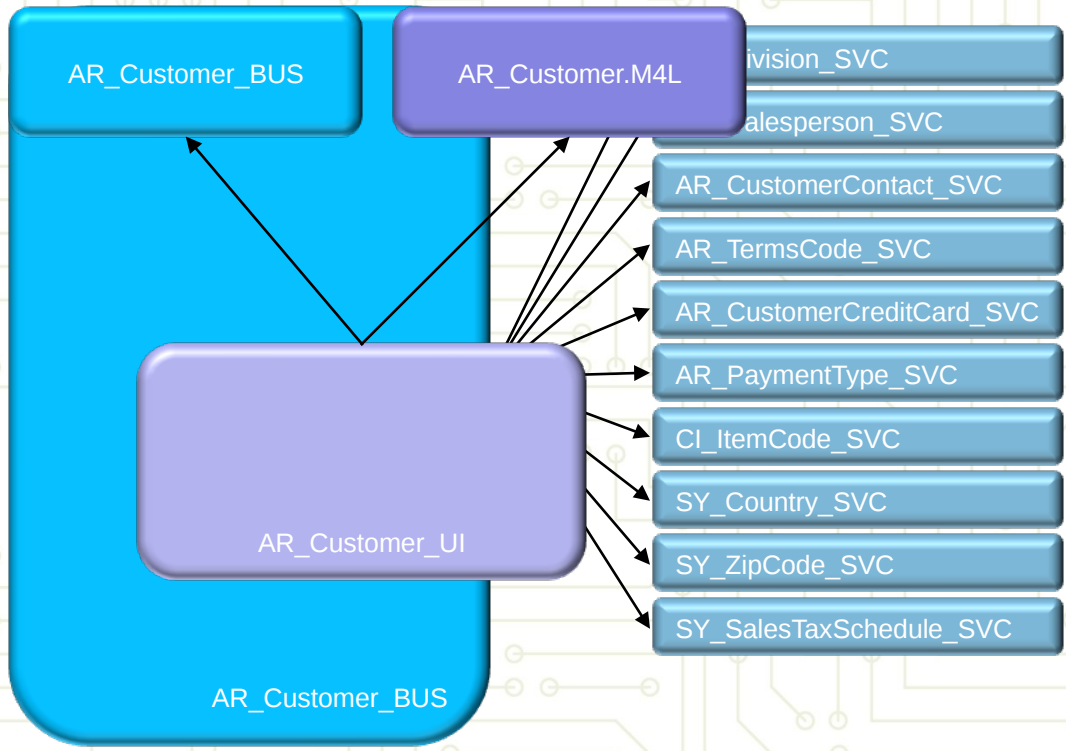 AR_Customer_BUS
AR_Customer.M4L
ivision_SVC
alesperson_SVC
AR_CustomerContact_SVC
AR_TermsCode_SVC
AR_CustomerCreditCard_SVC
AR_PaymentType_SVC
CI_ItemCode_SVC
SY_Country_SVC
AR_Customer_UI
SY_ZipCode_SVC
SY_SalesTaxSchedule_SVC
AR_Customer_BUS